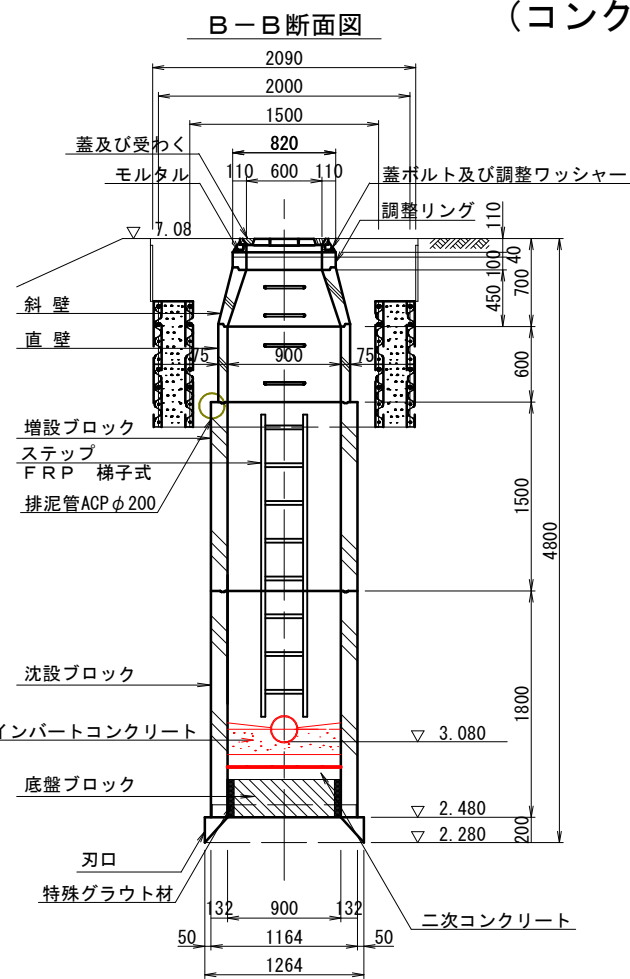 (コンク
B－B断面図
2090
2000
1500
820
蓋及び受わく
110 600 110
蓋ボルト及び調整ワッシャー
モルタル
調整リング
110
▽ 7.08
40
100
450
700
斜 壁
直 壁
75 900 75
600
増設ブロック
ステップ
FRP 梯子式
排泥管ACPφ200
1500
4800
沈設ブロック
1800
インバートコンクリート
▽ 3.080
底盤ブロック
▽ 2.480
▽ 2.280
200
刃口
特殊グラウト材
132 900 132
二次コンクリート
50 1164 50
1264